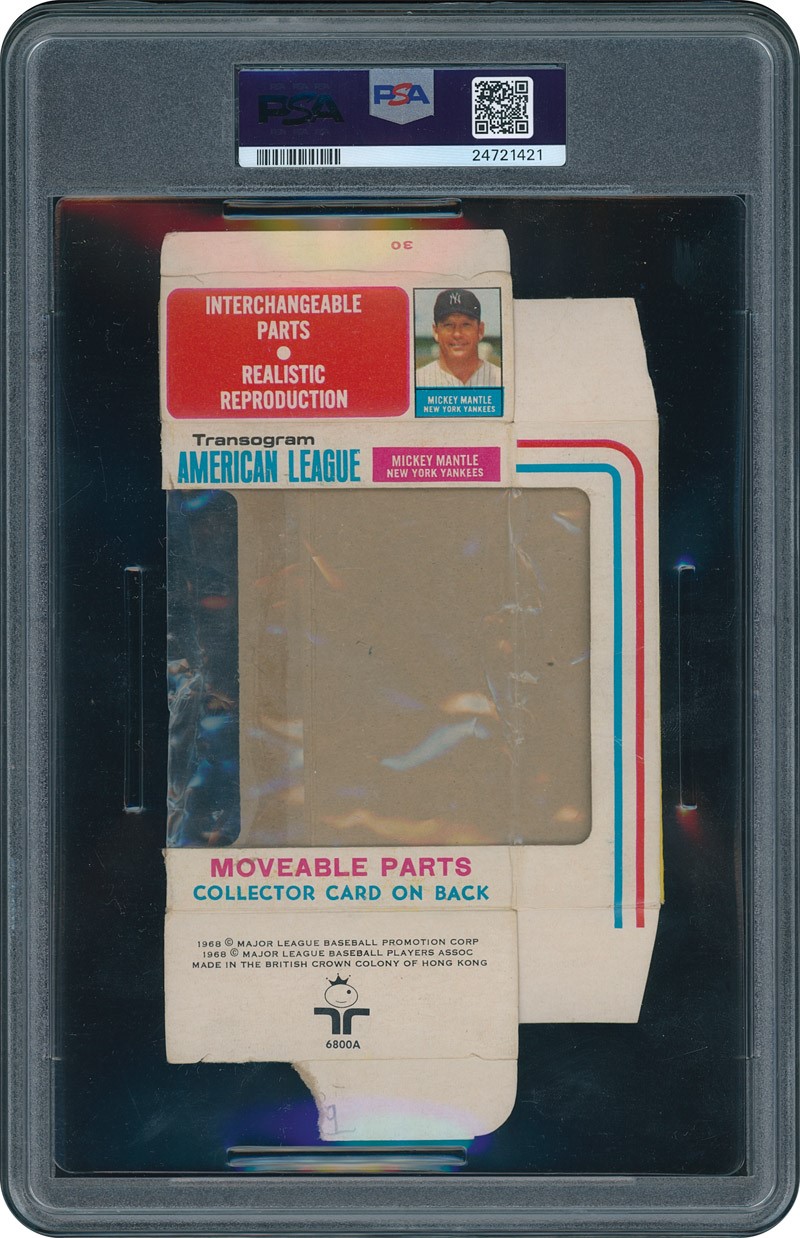 PSA
PSA
24721421
30
INTERCHANGEABLE
PARTS
●
REALISTIC
REPRODUCTION
MICKEY MANTLE
NEW YORK YANKEES
Transogram
AMERICAN LEAGUE
MICKEY MANTLE
NEW YORK YANKEES
MOVEABLE PARTS
COLLECTOR CARD ON BACK
1968 © MAJOR LEAGUE BASEBALL PROMOTION CORP
1968 © MAJOR LEAGUE BASEBALL PLAYERS ASSOC
MADE IN THE BRITISH CROWN COLONY OF HONG KONG
6800A